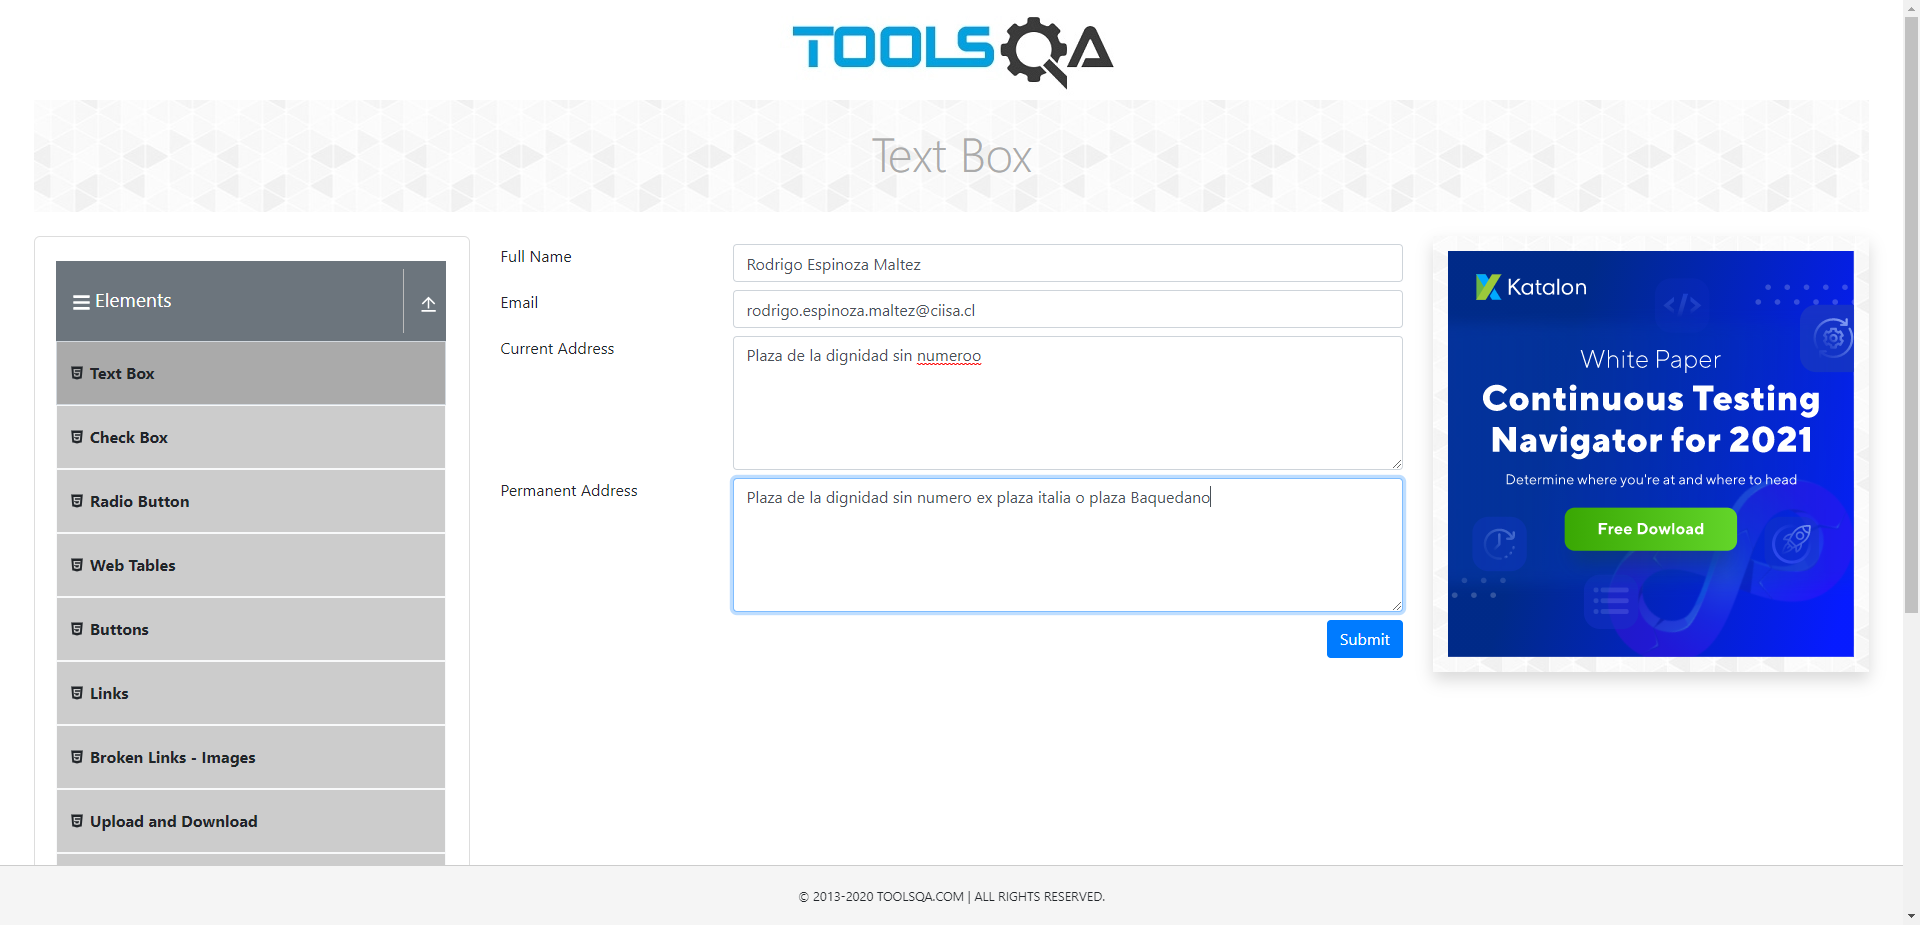 TOOLSQA
Text Box
Elements
Text Box
Check Box
Radio Button
Web Tables
Buttons
Links
Broken Links - Images
Upload and Download
Full Name
Rodrigo Espinoza Maltez
Email
rodrigo.espinoza.maltez@ciisa.cl
Current Address
Plaza de la dignidad sin numeroo
Permanent Address
Plaza de la dignidad sin numero ex plaza italia o plaza Baquedano
Submit
Katalon
White Paper
Continuous Testing
Navigator for 2021
Determine where you're at and where to head
Free Dowload
© 2013-2020 TOOLSQA.COM | ALL RIGHTS RESERVED.